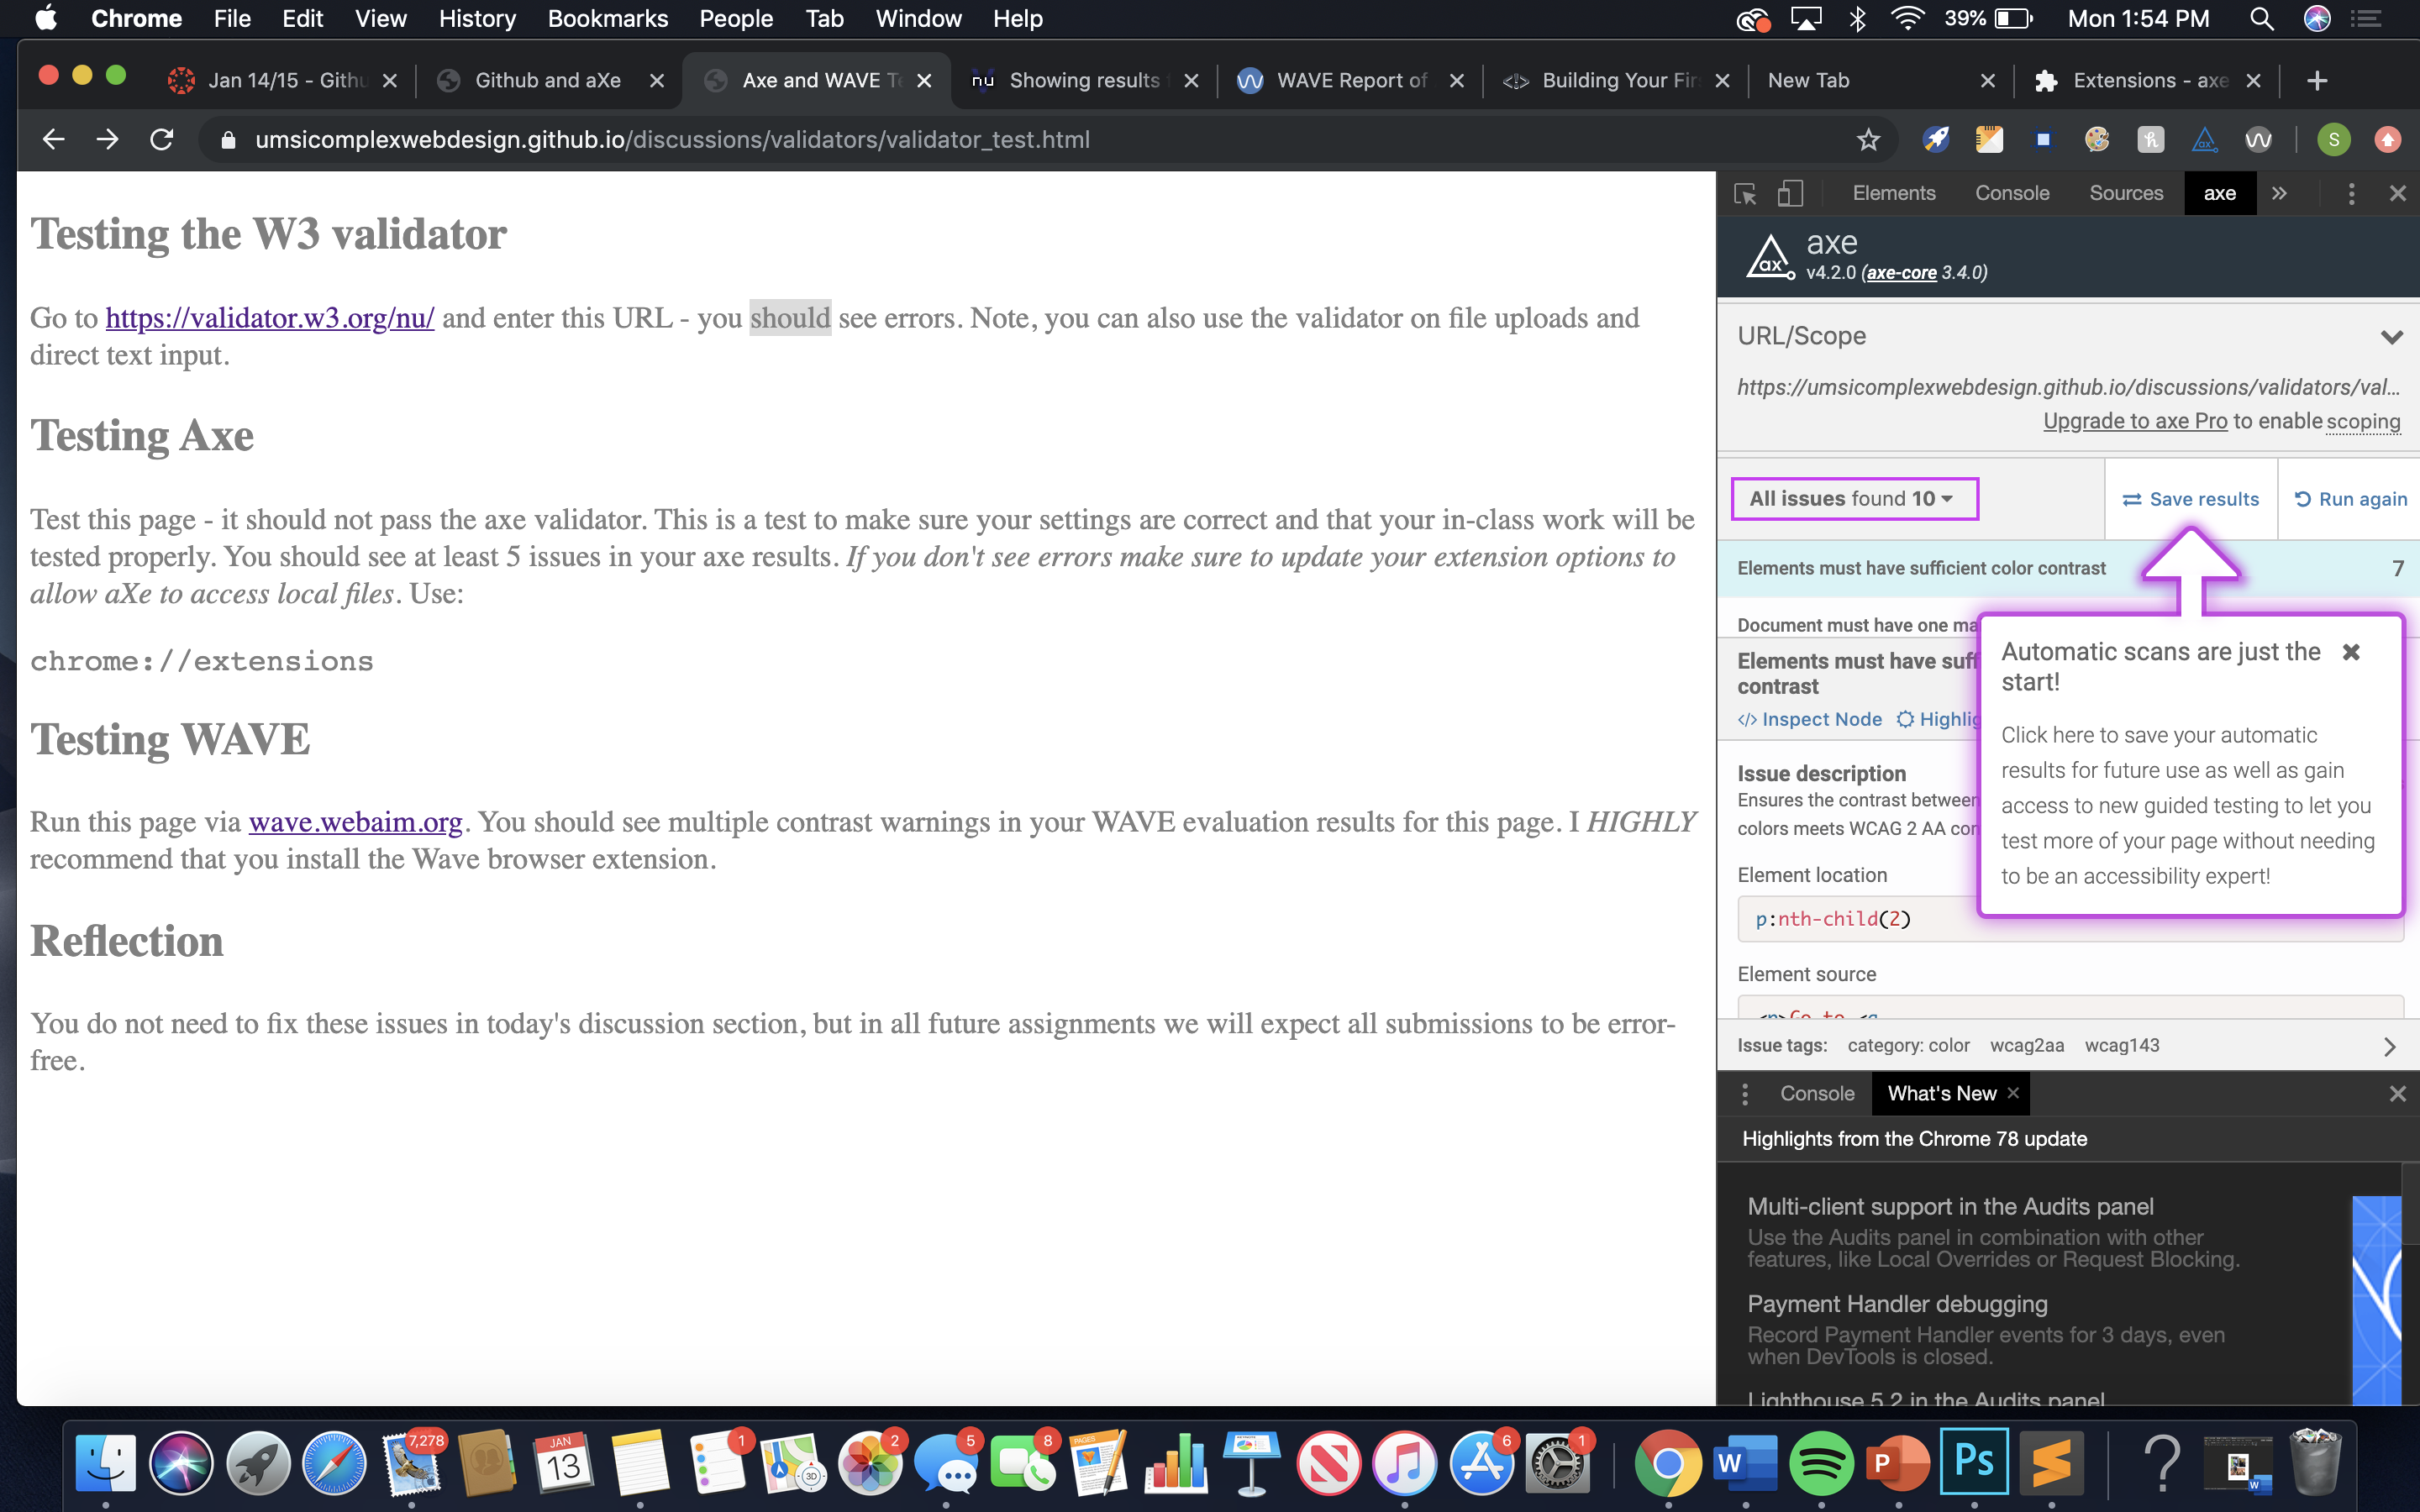 Chrome File Edit View History Bookmarks People Tab Window Help
39% Mon 1:54 PM
Jan 14/15 - Githu
Github and aXe
Axe and WAVE Te
Showing results
WAVE Report of
Building Your Fir
New Tab
Extensions - axe
umsicomplexwebdesign.github.io/discussions/validators/validator_test.html
S
Testing the W3 validator
Go to https://validator.w3.org/nu/ and enter this URL - you should see errors. Note, you can also use the validator on file uploads and
direct text input.
Testing Axe
Test this page - it should not pass the axe validator. This is a test to make sure your settings are correct and that your in-class work will be
tested properly. You should see at least 5 issues in your axe results. If you don't see errors make sure to update your extension options to
allow aXe to access local files. Use:
chrome://extensions
Testing WAVE
Run this page via wave.webaim.org. You should see multiple contrast warnings in your WAVE evaluation results for this page. I HIGHLY
recommend that you install the Wave browser extension.
Reflection
You do not need to fix these issues in today's discussion section, but in all future assignments we will expect all submissions to be error-
free.
Elements Console Sources axe »
axe
v4.2.0 (axe-core 3.4.0)
URL/Scope
https://umsicomplexwebdesign.github.io/discussions/validators/val...
Upgrade to axe Pro to enable scoping
All issues found 10
Save results
Run again
Elements must have sufficient color contrast 7
Document must have one ma
Elements must have suff
contrast
</> Inspect Node Highlig
Issue description
Ensures the contrast between
colors meets WCAG 2 AA con
Element location
p:nth-child(2)
Element source
<p>Go to <a
Automatic scans are just the
start!
Click here to save your automatic
results for future use as well as gain
access to new guided testing to let you
test more of your page without needing
to be an accessibility expert!
Issue tags: category: color wcag2aa wcag143
Console What's New
Highlights from the Chrome 78 update
Multi-client support in the Audits panel
Use the Audits panel in combination with other
features, like Local Overrides or Request Blocking.
Payment Handler debugging
Record Payment Handler events for 3 days, even
when DevTools is closed.
Lighthouse 5.2 in the Audits panel
7,278
JAN
13
1
3D
2
5
8
PAGES
6
1
W
P
Ps
?